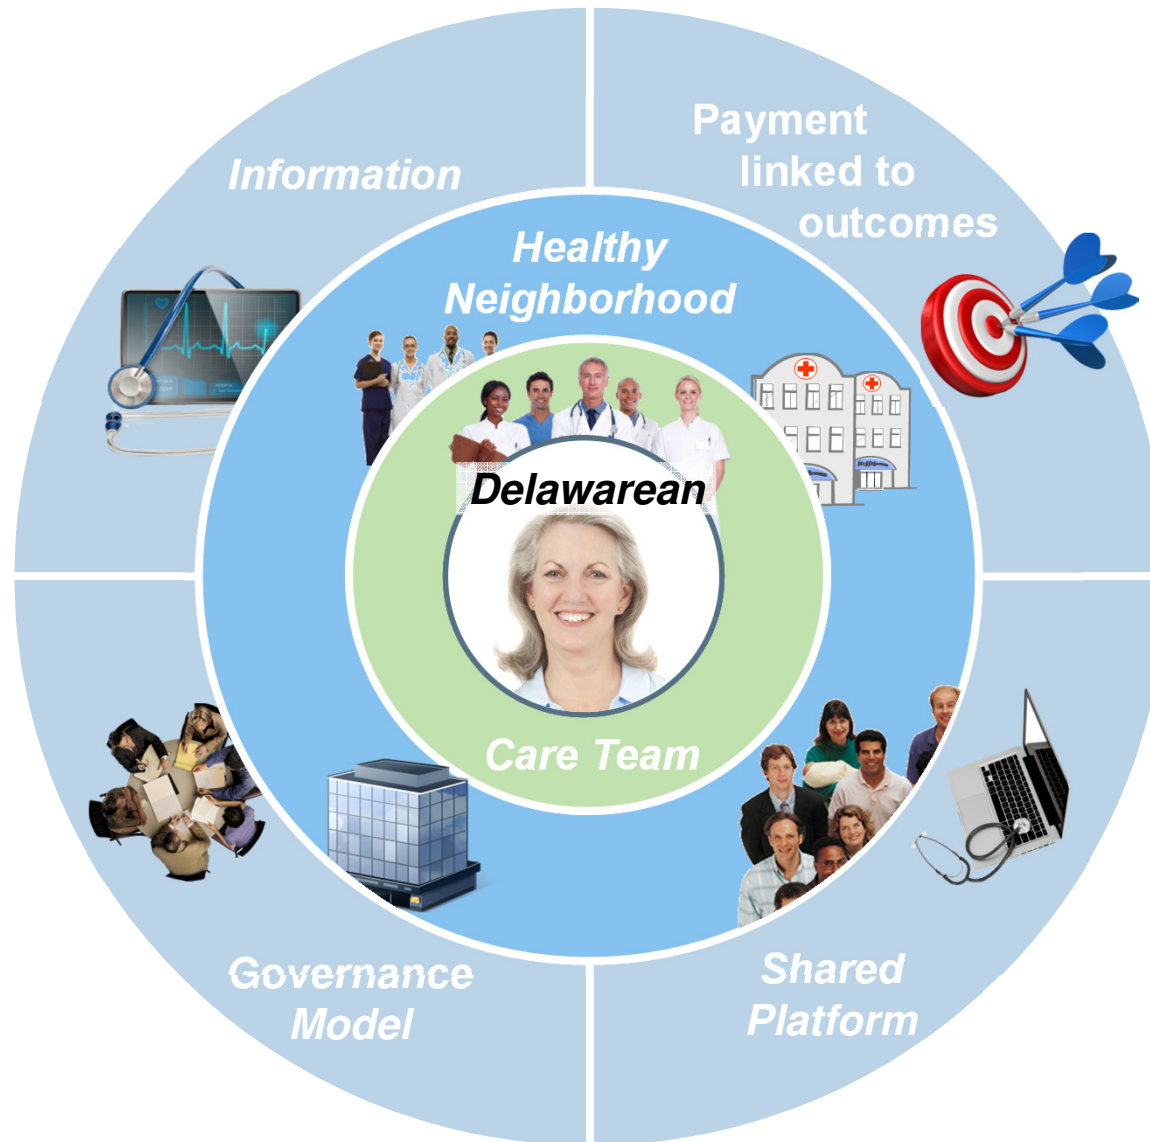 Payment
linked to
outcomes
Information
Healthy
Neighborhood
Delawarean
Care Team
Governance
Model
Shared
Platform